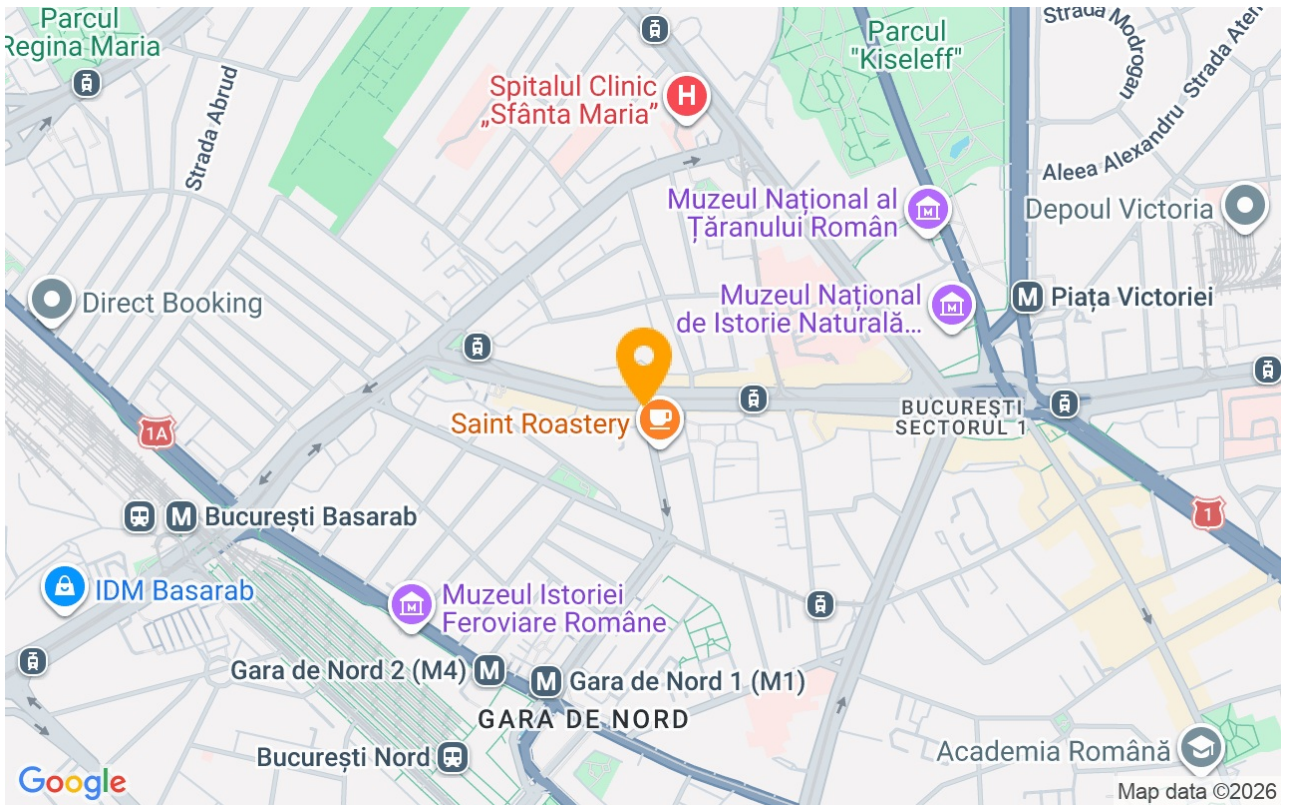 Parcul
Regina Maria
Strada Abrud
Spitalul Clinic
„Sfânta Maria”
H
Parcul
"Kiseleff"
Strada Modrogan
Aleea Alexandru
Strada Aten
Muzeul Național al
Țăranului Român
Depoul Victoria
Direct Booking
Muzeul Național
de Istorie Naturală...
M Piața Victoriei
1A
Saint Roastery
BUCUREȘTI
SECTORUL 1
M București Basarab
1
IDM Basarab
Muzeul Istoriei
Feroviare Române
Gara de Nord 2 (M4) M
M Gara de Nord 1 (M1)
GARA DE NORD
București Nord
Academia Română
Google
Map data ©2026